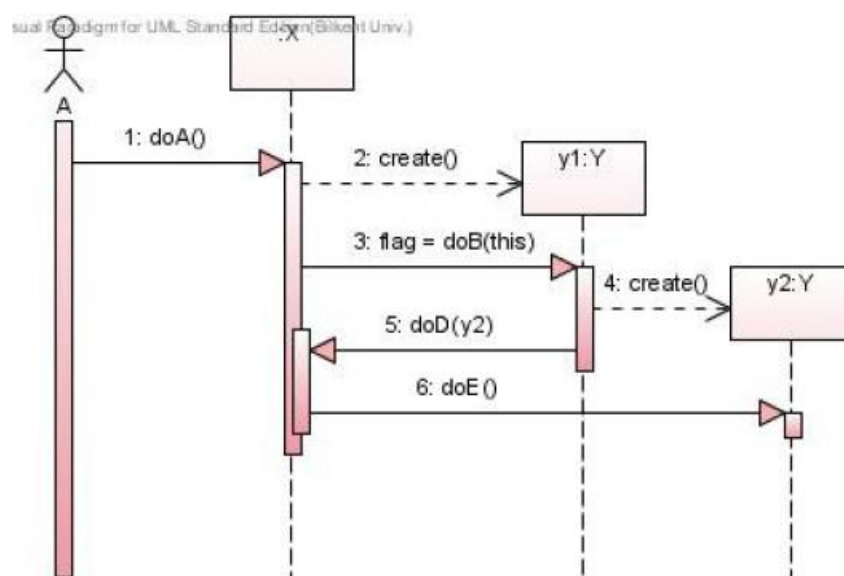 sual Paradigm for UML Standard Edition(Bilkent Univ.)
:X
A
1: doA()
2: create()
y1:Y
3: flag = doB(this)
4: create()
y2:Y
5: doD(y2)
6: doE()